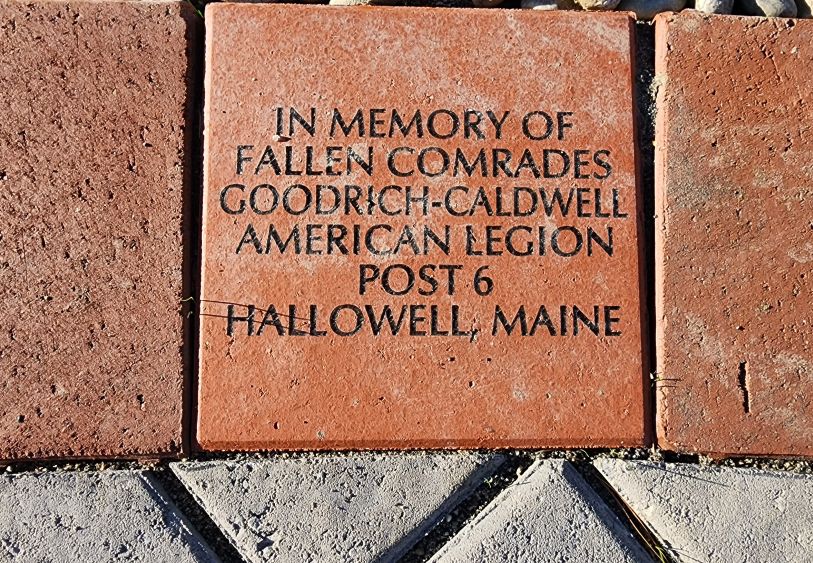 IN MEMORY OF
FALLEN COMRADES
GOODRICH-CALDWELL
AMERICAN LEGION
POST 6
HALLOWELL, MAINE